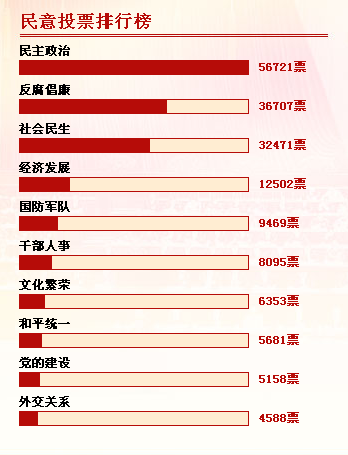 民意投票排行榜
民主政治
56721票
反腐倡廉
36707票
社会民生
32471票
经济发展
12502票
国防军队
9469票
干部人事
8095票
文化繁荣
6353票
和平统一
5681票
党的建设
5158票
外交关系
4588票